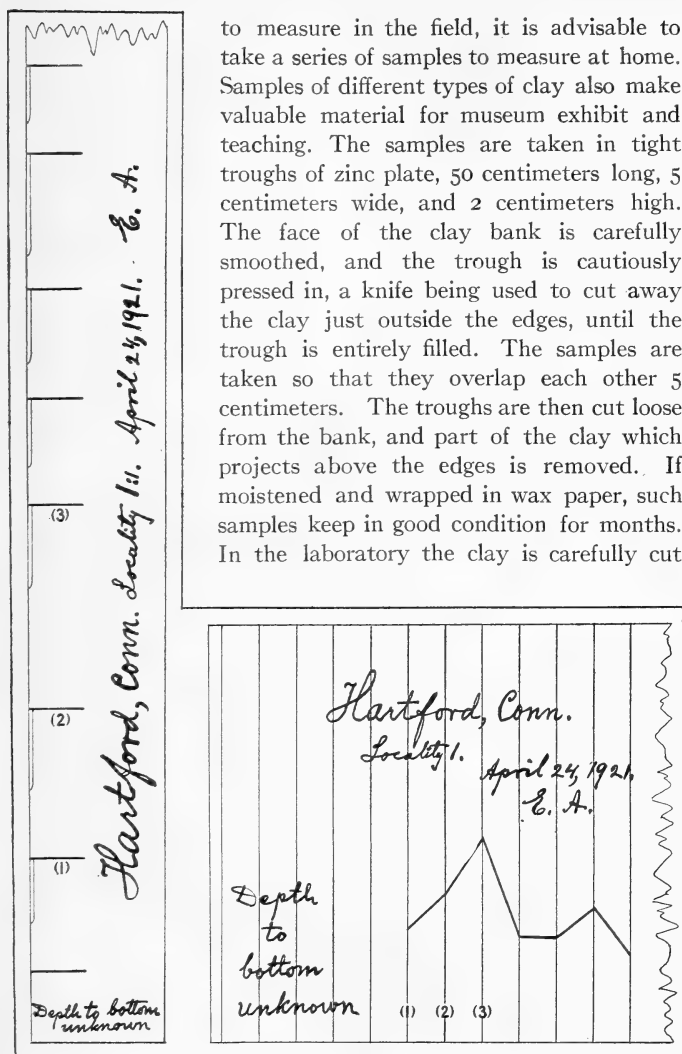 to measure in the field, it is advisable to
take a series of samples to measure at home.
Samples of different types of clay also make
valuable material for museum exhibit and
teaching. The samples are taken in tight
troughs of zinc plate, 50 centimeters long, 5
centimeters wide, and 2 centimeters high.
The face of the clay bank is carefully
smoothed, and the trough is cautiously
pressed in, a knife being used to cut away
the clay just outside the edges, until the
trough is entirely filled. The samples are
taken so that they overlap each other 5
centimeters. The troughs are then cut loose
from the bank, and part of the clay which
projects above the edges is removed. If
moistened and wrapped in wax paper, such
samples keep in good condition for months.
In the laboratory the clay is carefully cut
Hartford, Conn. Locality 1:1. April 24, 1921. E. A.
(3)
(2)
(1)
Depth to bottom
unknown
Hartford, Conn.
Locality 1.
April 24, 1921.
E. A.
Depth
to
bottom
unknown
(1) (2) (3)